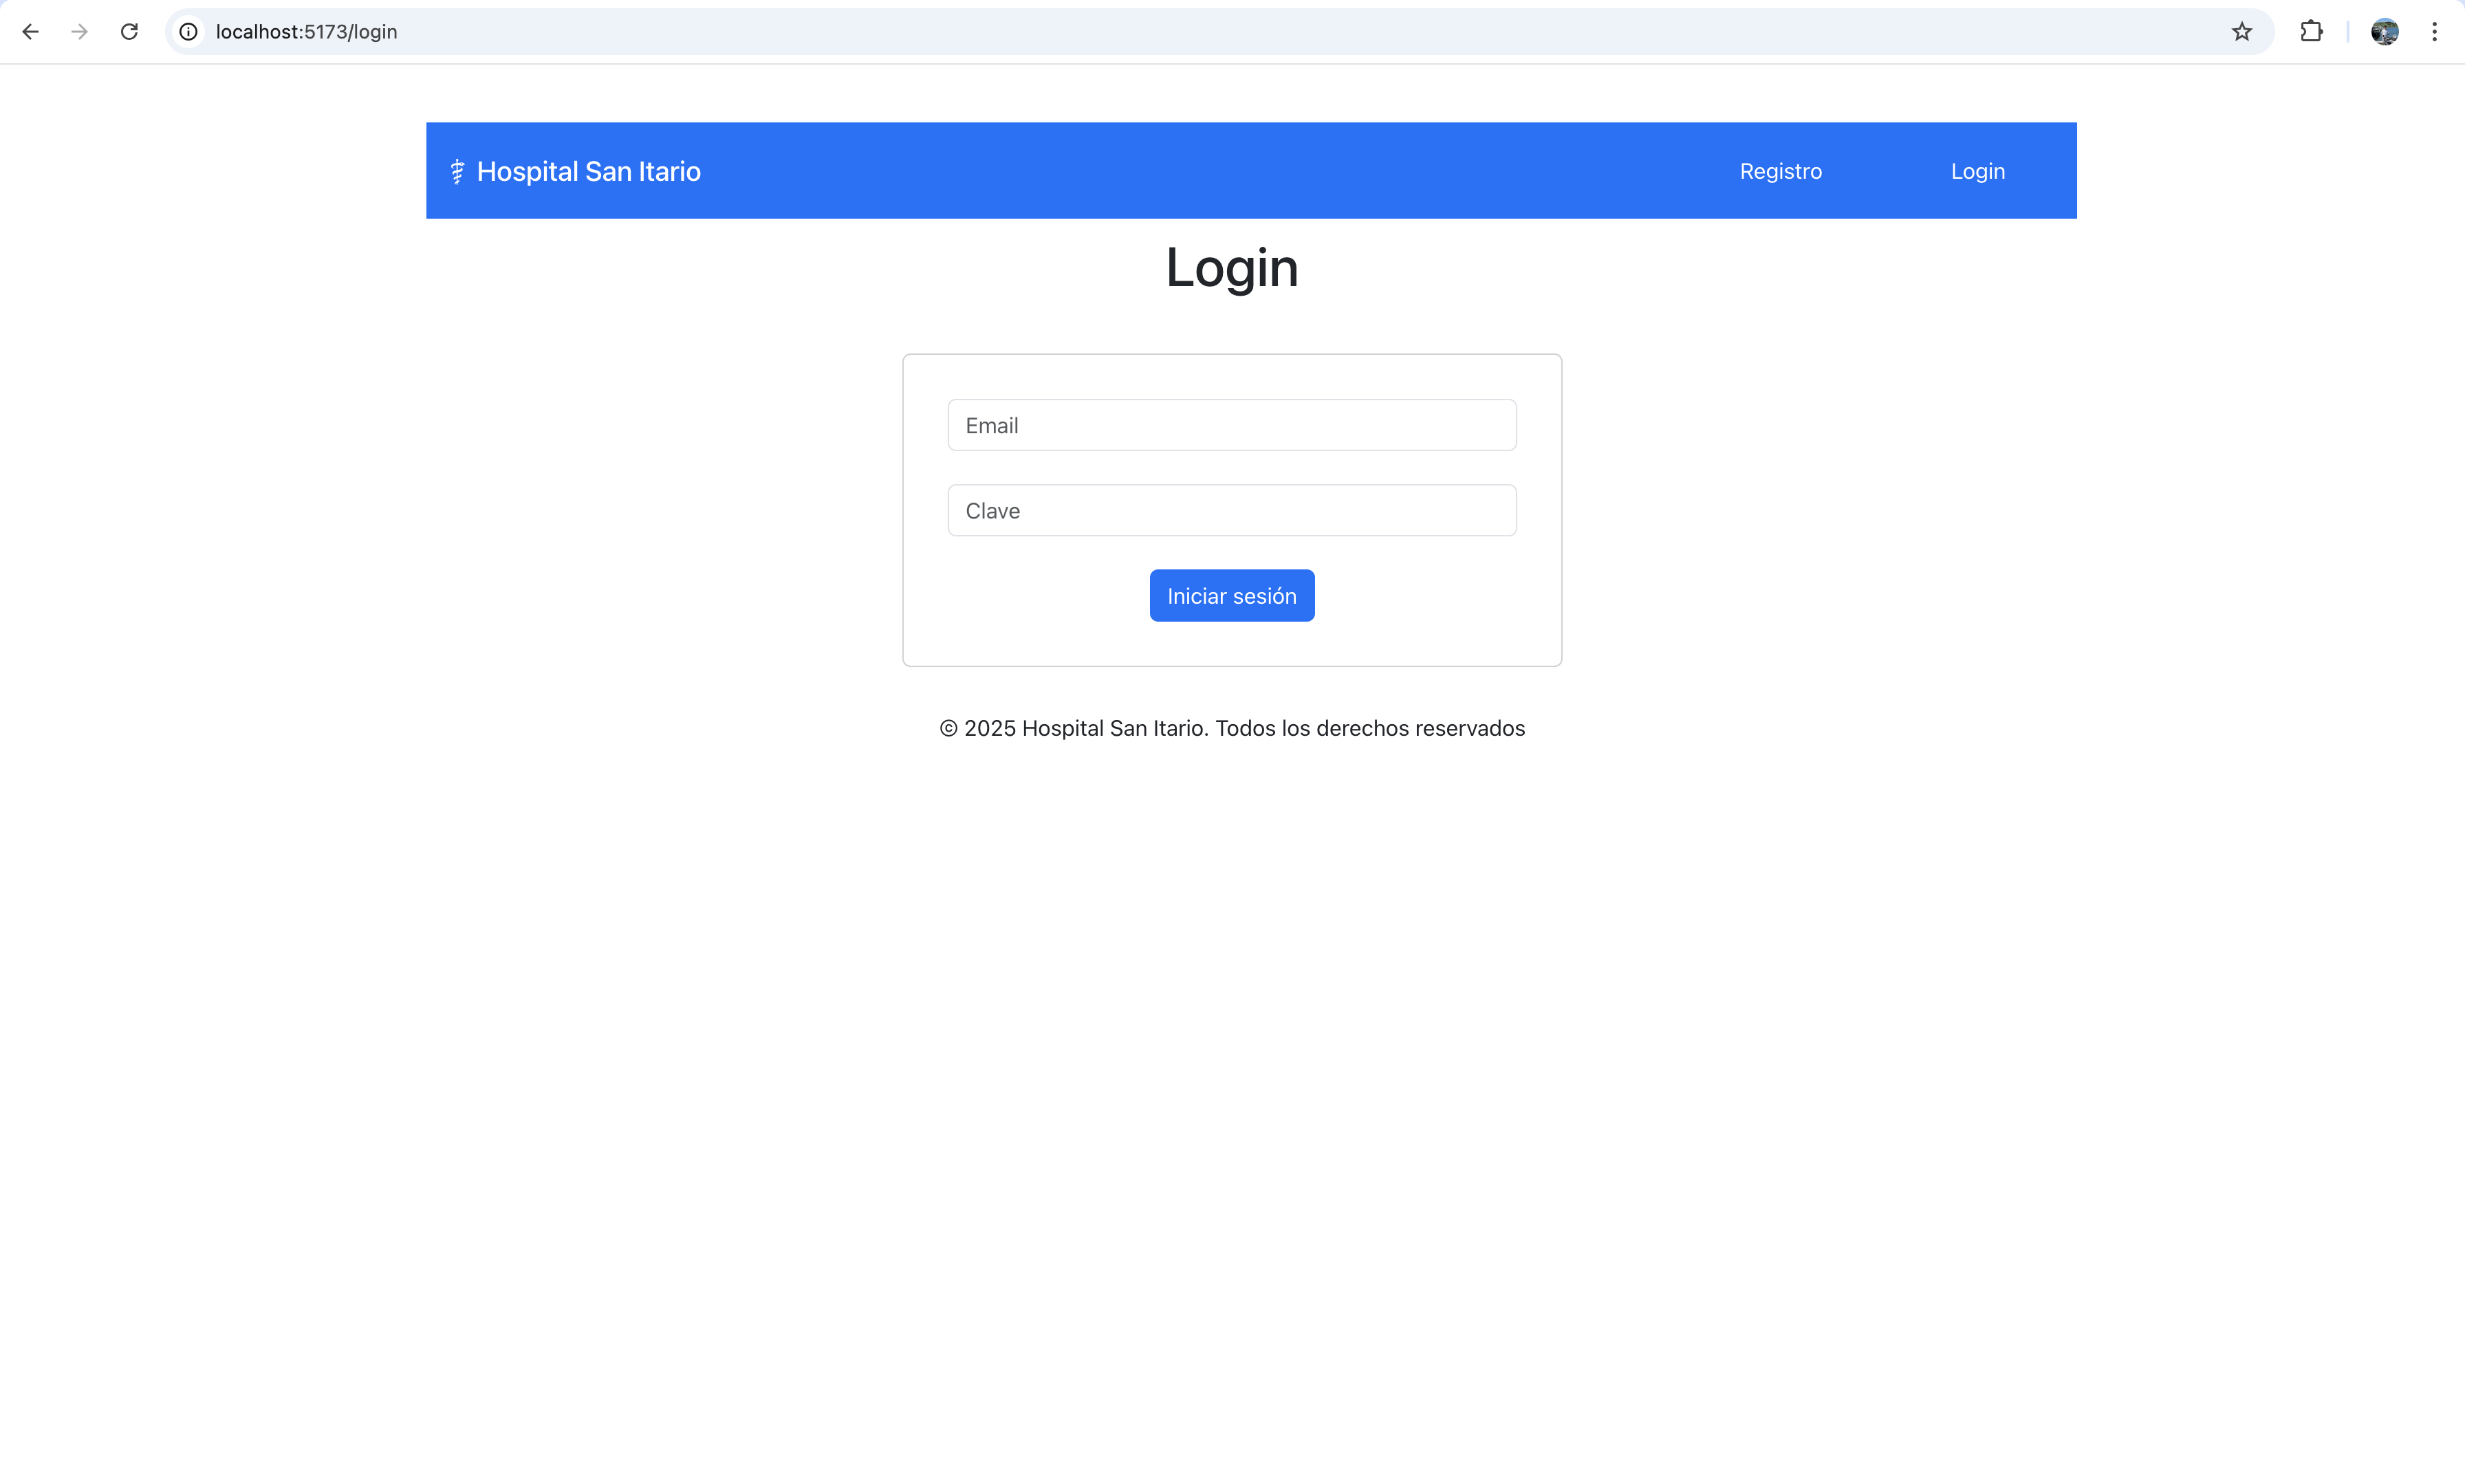 localhost:5173/login
Hospital San Itario
Registro
Login
Login
Email
Clave
Iniciar sesión
© 2025 Hospital San Itario. Todos los derechos reservados